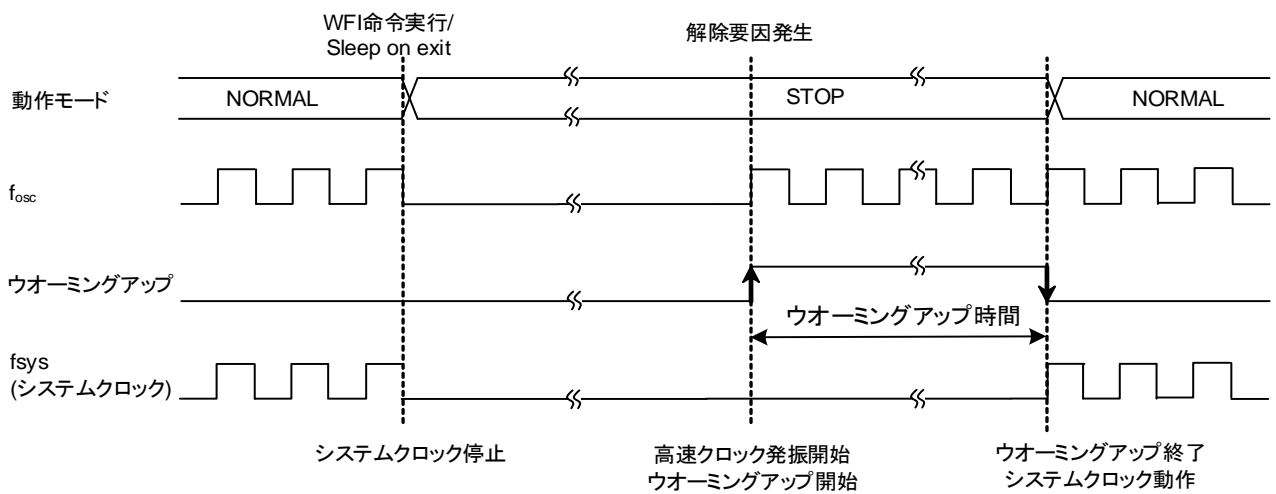 WFI命令実行/
Sleep on exit
解除要因発生
動作モード
NORMAL
STOP
NORMAL
fosc
ウオーミングアップ
ウオーミングアップ時間
fsys
(システムクロック)
システムクロック停止
高速クロック発振開始
ウオーミングアップ開始
ウオーミングアップ終了
システムクロック動作